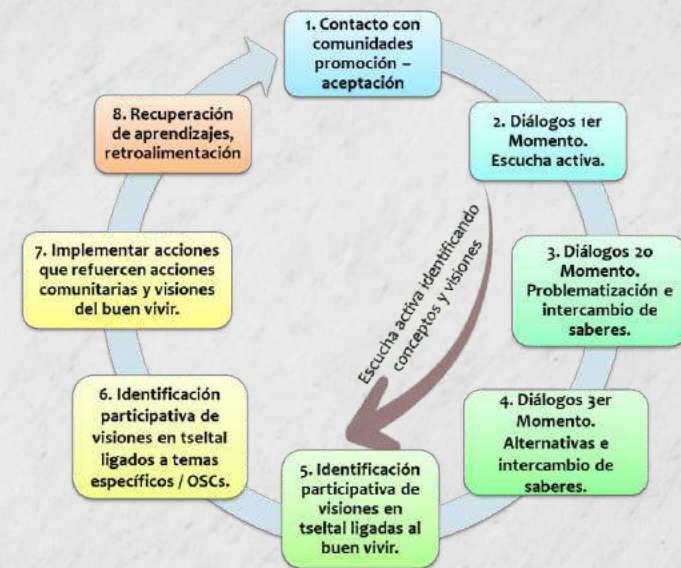 1. Contacto con
comunidades
promoción –
aceptación
2. Diálogos 1er
Momento.
Escucha activa.
3. Diálogos 2o
Momento.
Problematización e
intercambio de
saberes.
4. Diálogos 3er
Momento.
Alternativas e
intercambio de
saberes.
5. Identificación
participativa de
visiones en
tseltal ligadas al
buen vivir.
6. Identificación
participativa de
visiones en tseltal
ligados a temas
específicos / OSCs.
7. Implementar acciones
que refuercen acciones
comunitarias y visiones
del buen vivir.
8. Recuperación
de aprendizajes,
retroalimentación
Escucha activa identificando
conceptos y visiones